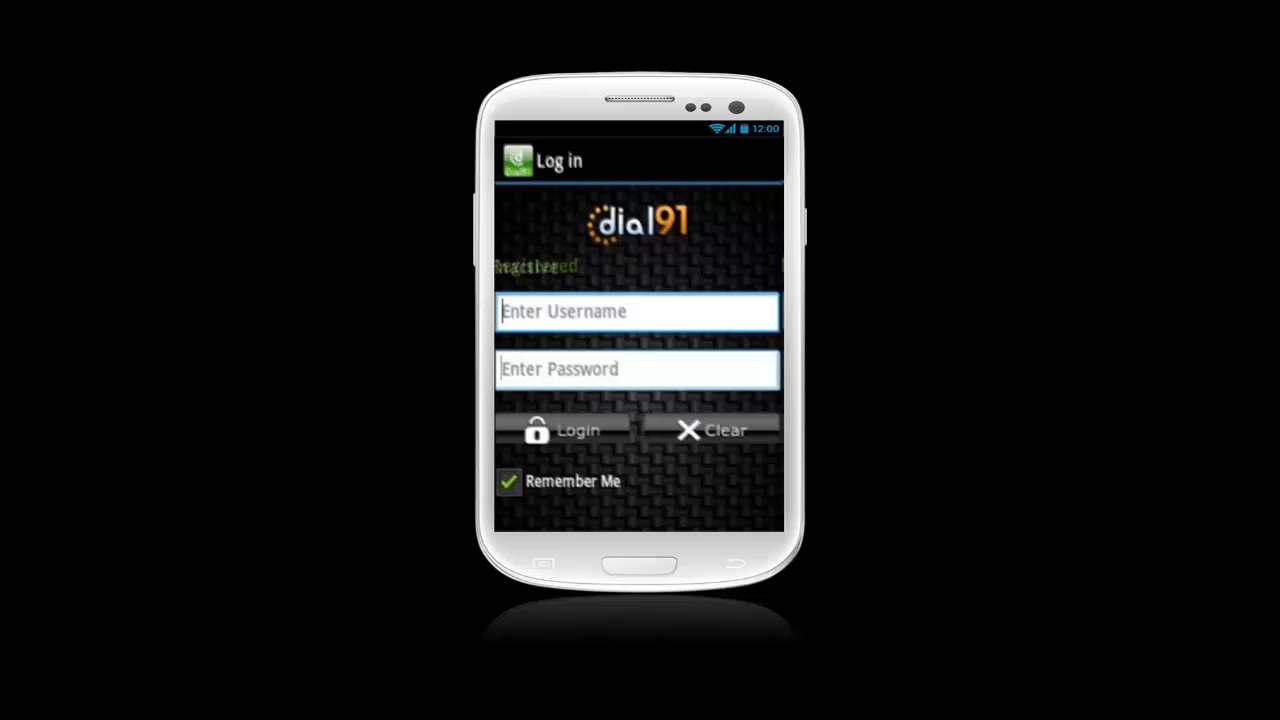 12:00
Log in
dial91
Enter Username
Enter Password
Login
Clear
Remember Me